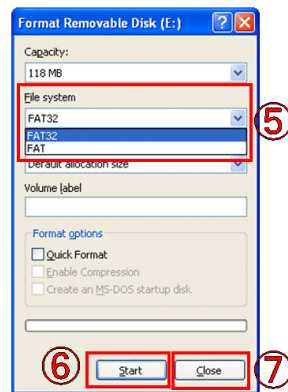 Format Removable Disk (E:)
Capacity:
118 MB
File system
FAT32
⑤
FAT32
FAT
Default allocation size
Volume label
Format options
Quick Format
Enable Compression
Create an MS-DOS startup disk
⑥ Start Close ⑦